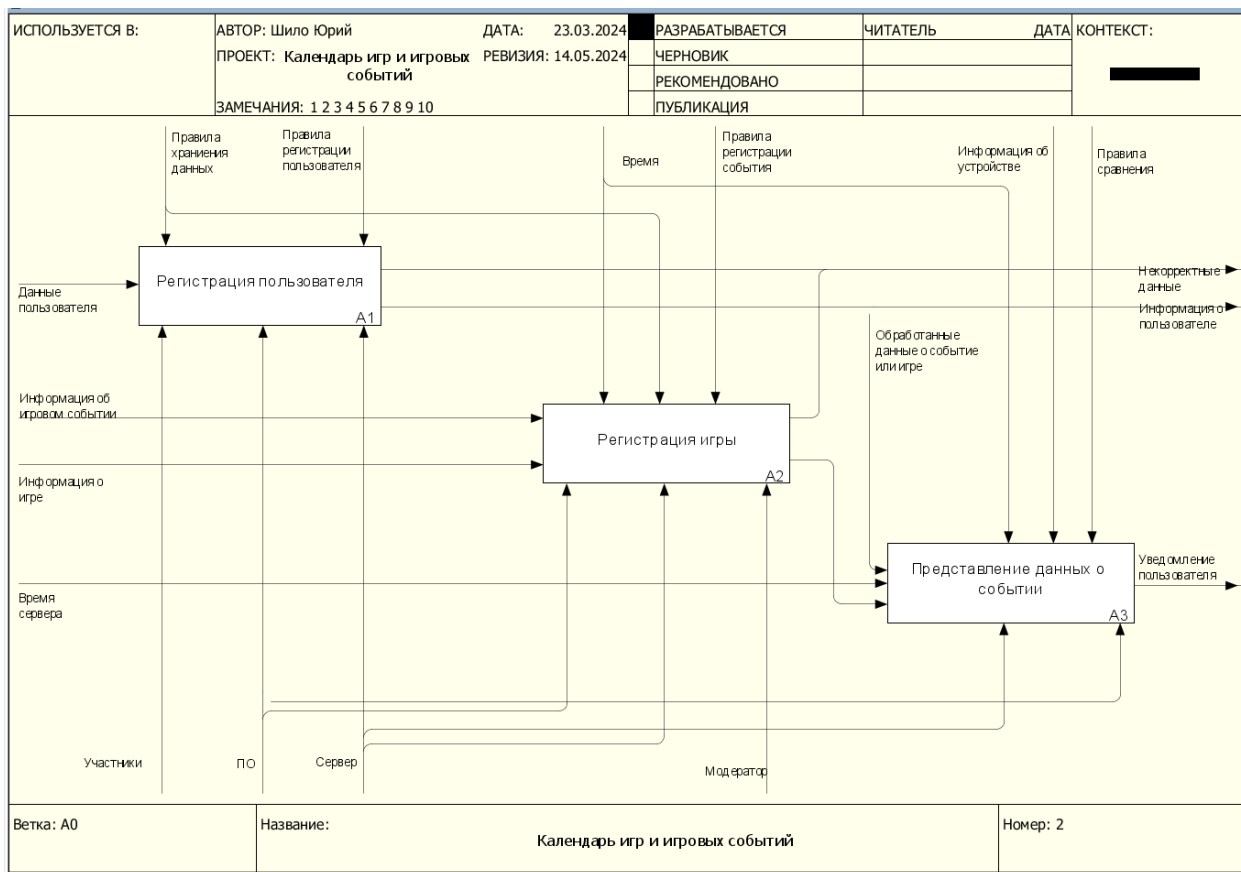 ИСПОЛЬЗУЕТСЯ В:
АВТОР: Шило Юрий
ДАТА: 23.03.2024
РАЗРАБАТЫВАЕТСЯ
ЧИТАТЕЛЬ
ДАТА
КОНТЕКСТ:
ПРОЕКТ: Календарь игр и игровых
событий
РЕВИЗИЯ: 14.05.2024
ЧЕРНОВИК
РЕКОМЕНДОВАНО
ЗАМЕЧАНИЯ: 1 2 3 4 5 6 7 8 9 10
ПУБЛИКАЦИЯ
Правила
храниения
данных
Правила
регистрации
пользователя
Время
Правила
регистрации
события
Информация об
устройстве
Правила
сравнения
Данные
пользователя
Регистрация пользователя
A1
Некорректные
данные
Информация о
пользователе
Обработанные
данные о событие
или игре
Информация об
игровом событии
Регистрация игры
A2
Информация о
игре
Представление данных о
событии
A3
Уведомление
пользователя
Время
сервера
Участники
ПО
Сервер
Модератор
Ветка: A0
Название:
Календарь игр и игровых событий
Номер: 2